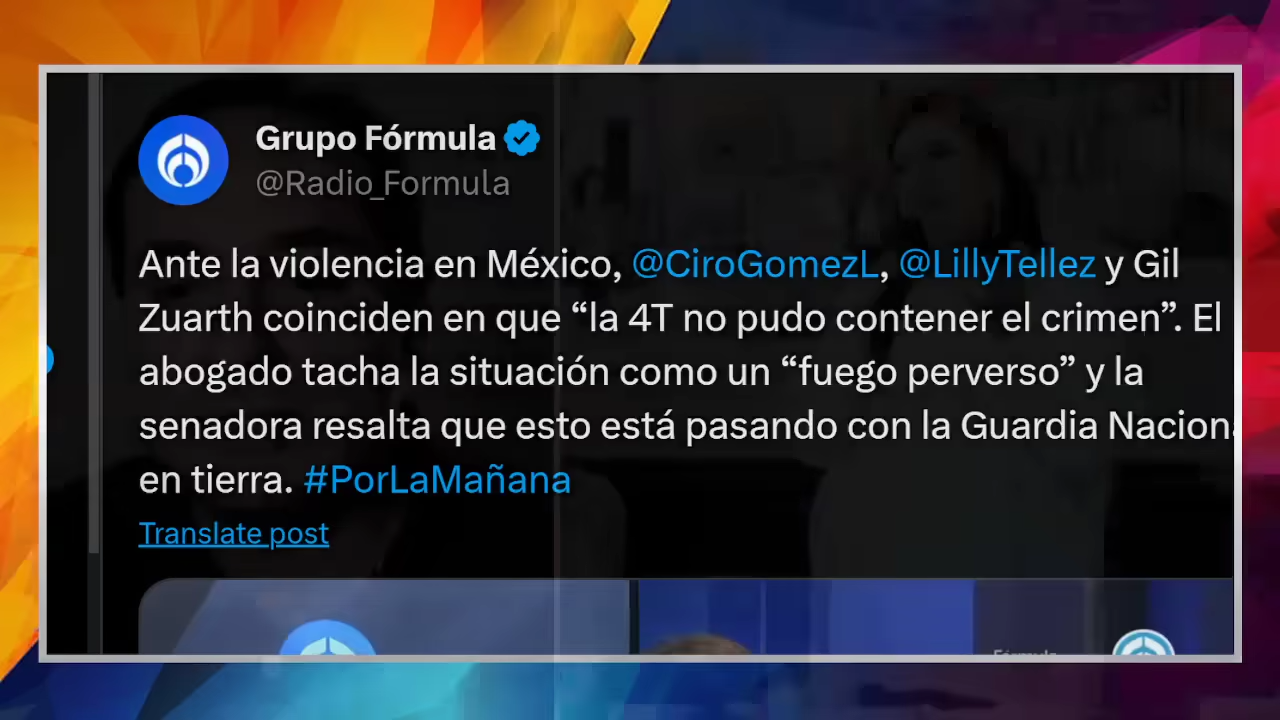 Grupo Fórmula
@Radio_Formula
Ante la violencia en México, @CiroGomezL, @LillyTellez y Gil
Zuarth coinciden en que “la 4T no pudo contener el crimen”. El
abogado tacha la situación como un “fuego perverso” y la
senadora resalta que esto está pasando con la Guardia Nacion
en tierra. #PorLaMañana
Translate post